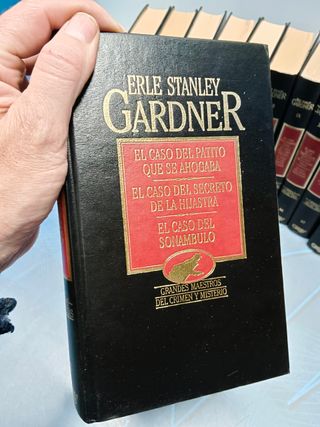 ERLE STANLEY
GARDNER
EL CASO DEL PATITO
QUE SE AHOGABA
EL CASO DEL SECRETO
DE LA HIJASTRA
EL CASO DEL
SONAMBULO
GRANDES MAESTROS
DEL CRIMEN Y MISTERIO